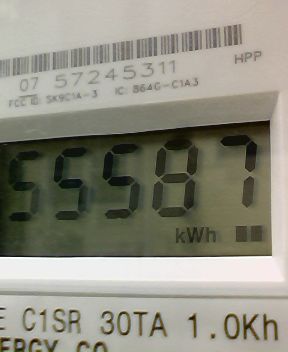 HPP
07 57245311
FCC ID: SK9C1A-3 IC: 864G-C1A3
55587
kWh
C1SR 30TA 1.0Kh